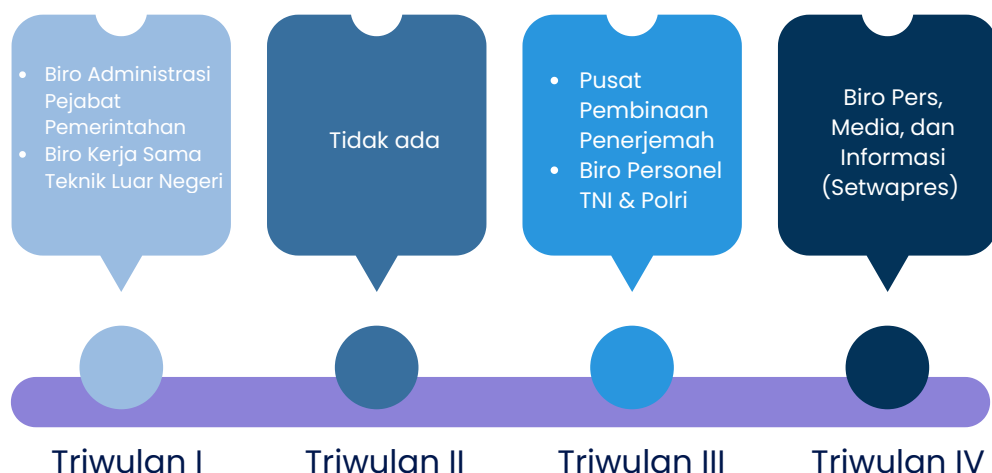 Biro Administrasi
Pejabat
Pemerintahan
Biro Kerja Sama
Teknik Luar Negeri
Tidak ada
Pusat
Pembinaan
Penerjemah
Biro Personel
TNI & Polri
Biro Pers,
Media, dan
Informasi
(Setwapres)
Triwulan I
Triwulan II
Triwulan III
Triwulan IV